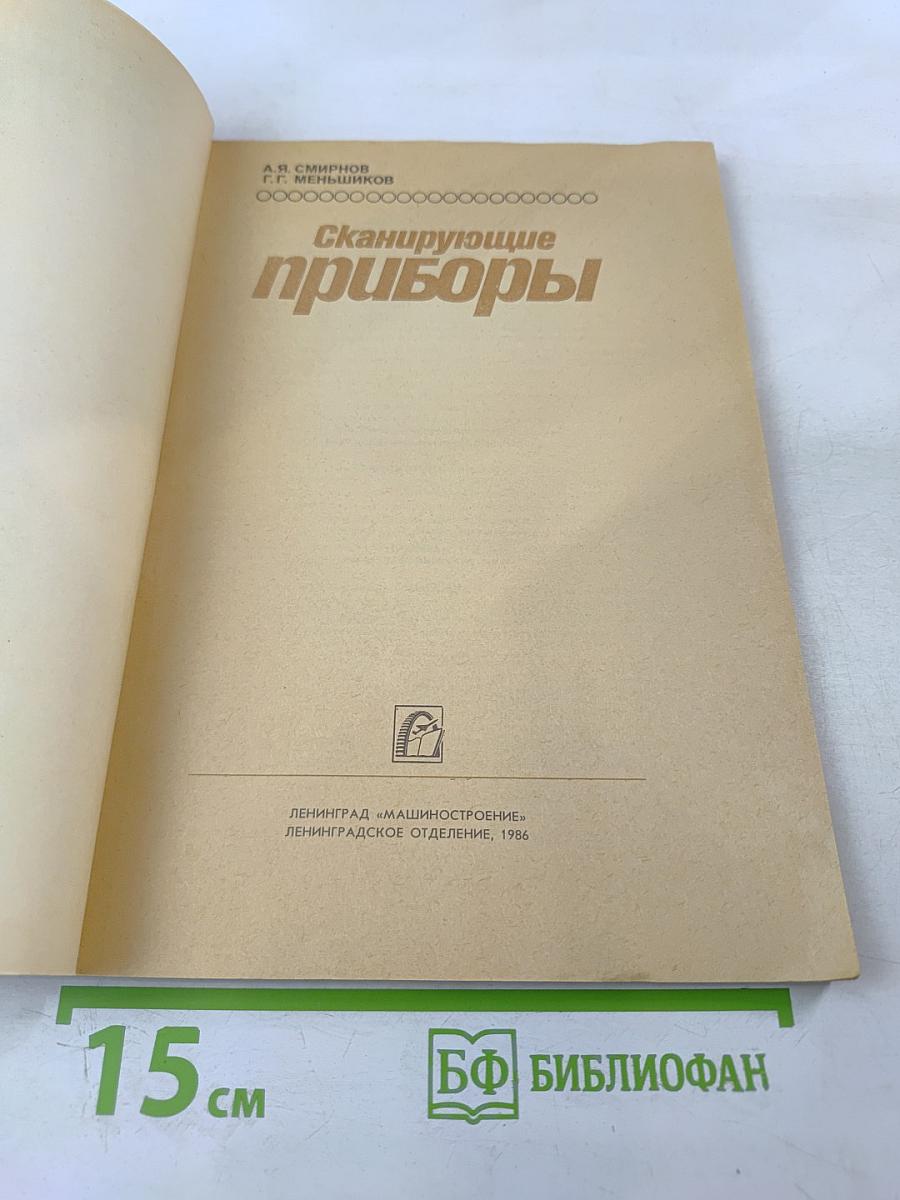 А.Я. СМИРНОВ
Г.Г. МЕНЬШИКОВ
Сканирующие
приборы
ЛЕНИНГРАД «МАШИНОСТРОЕНИЕ»
ЛЕНИНГРАДСКОЕ ОТДЕЛЕНИЕ, 1986
15 см
БФ БИБЛИОФАН